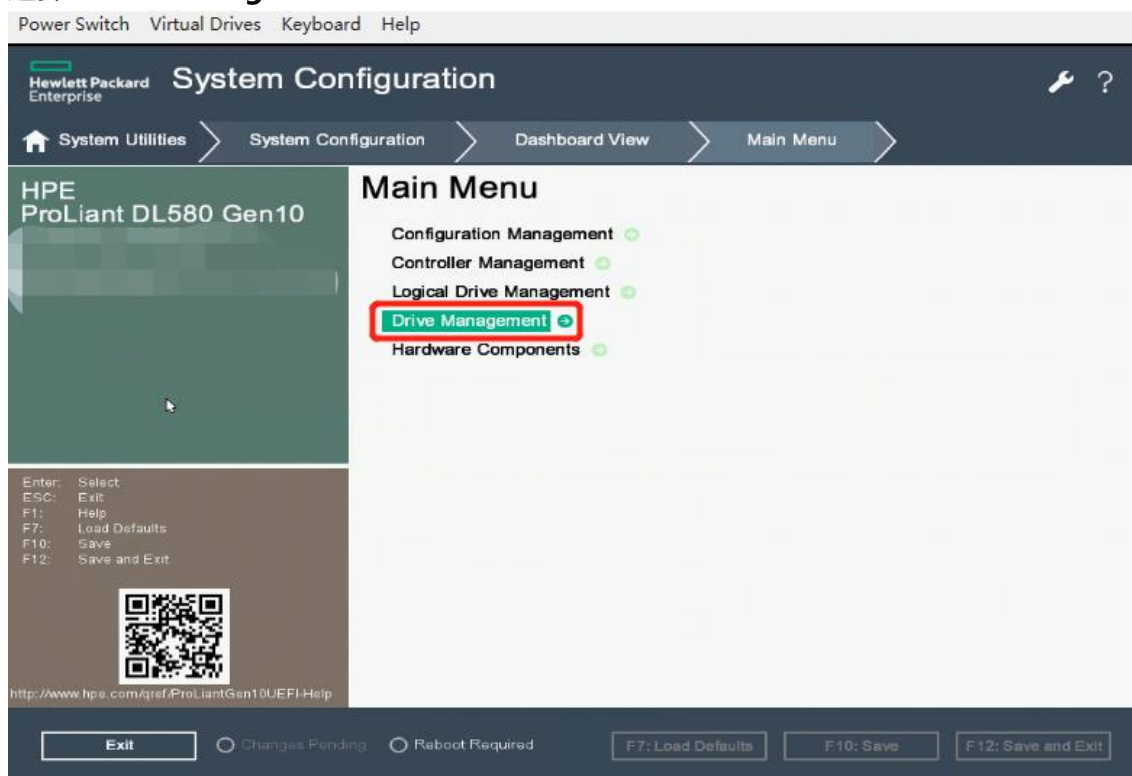 Power Switch Virtual Drives Keyboard Help
Hewlett Packard
Enterprise
System Configuration
?
System Utilities
System Configuration
Dashboard View
Main Menu
HPE
ProLiant DL580 Gen10
Main Menu
Configuration Management
Controller Management
Logical Drive Management
Drive Management
Hardware Components
Enter: Select
ESC: Exit
F1: Help
F7: Load Defaults
F10: Save
F12: Save and Exit
http://www.hpe.com/qref/ProLiantGen10UEFI-Help
Exit
Changes Pending
Reboot Required
F7: Load Defaults
F10: Save
F12: Save and Exit